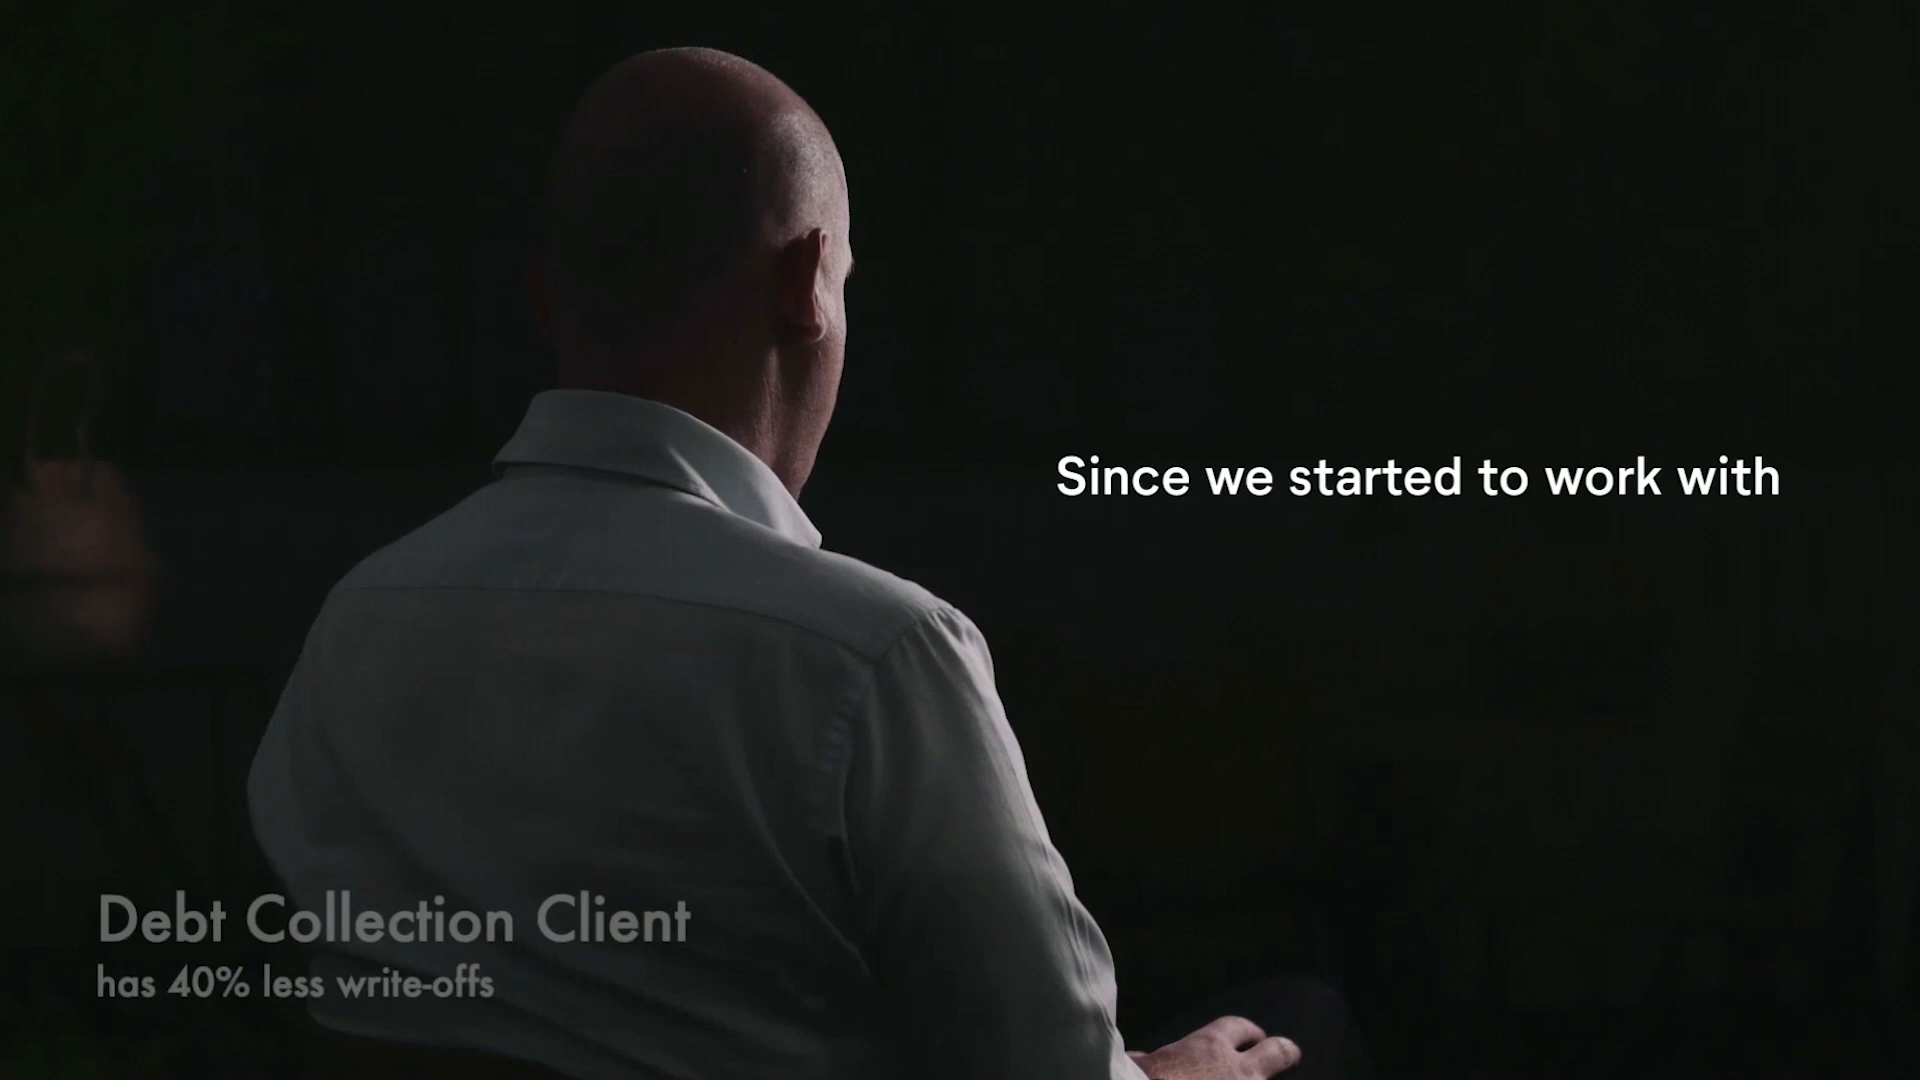 Since we started to work with
Debt Collection Client
has 40% less write-offs